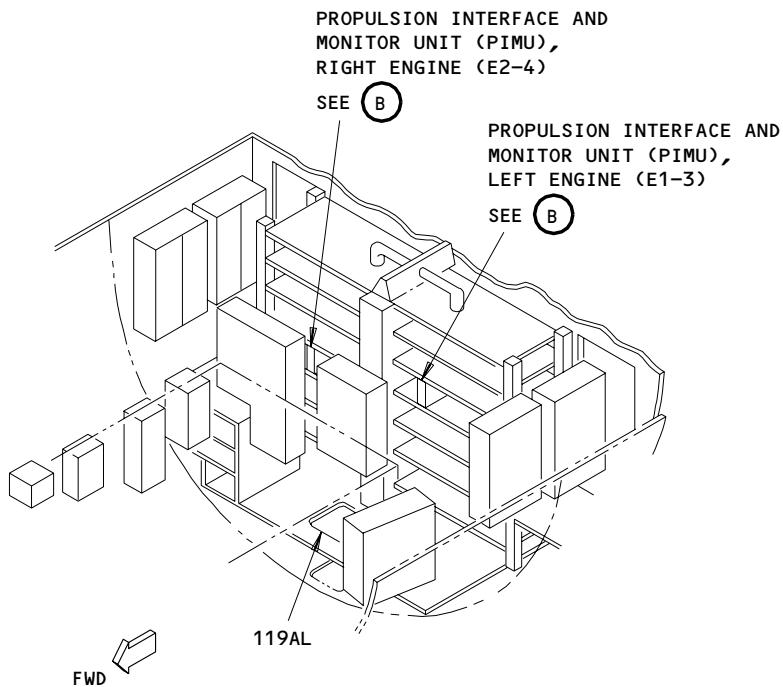 PROPULSION INTERFACE AND
MONITOR UNIT (PIMU),
RIGHT ENGINE (E2-4)
SEE B
PROPULSION INTERFACE AND
MONITOR UNIT (PIMU),
LEFT ENGINE (E1-3)
SEE B
119AL
FWD